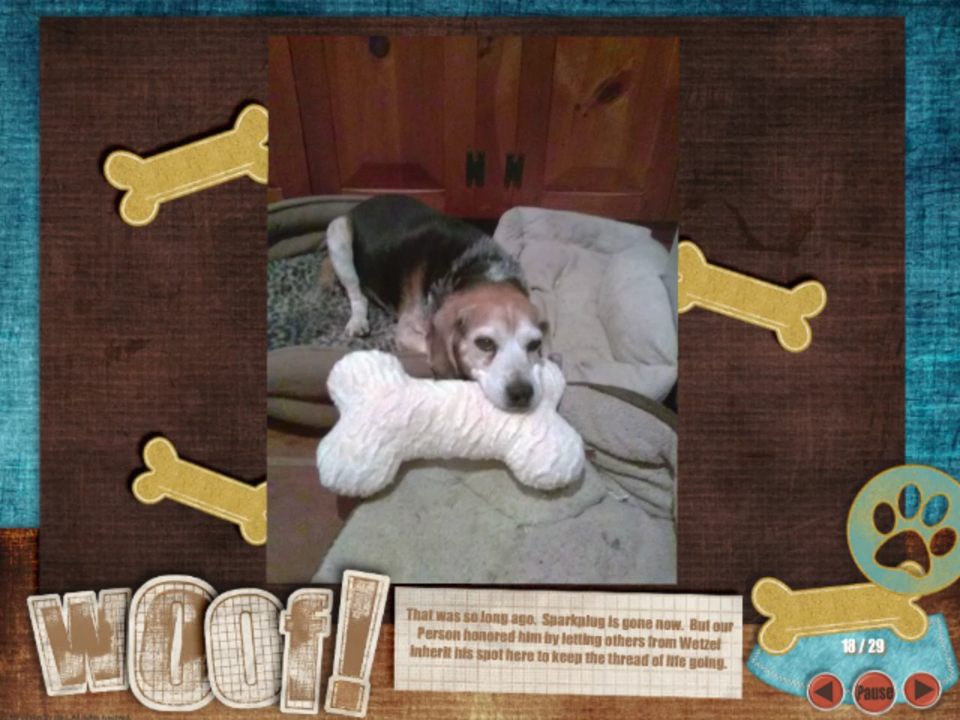 Woof!
That was so long ago. Sparkplug is gone now. But our
Person honored him by letting others from Wetzel
inherit his spot here to keep the thread of life going.
18 / 29
Pause